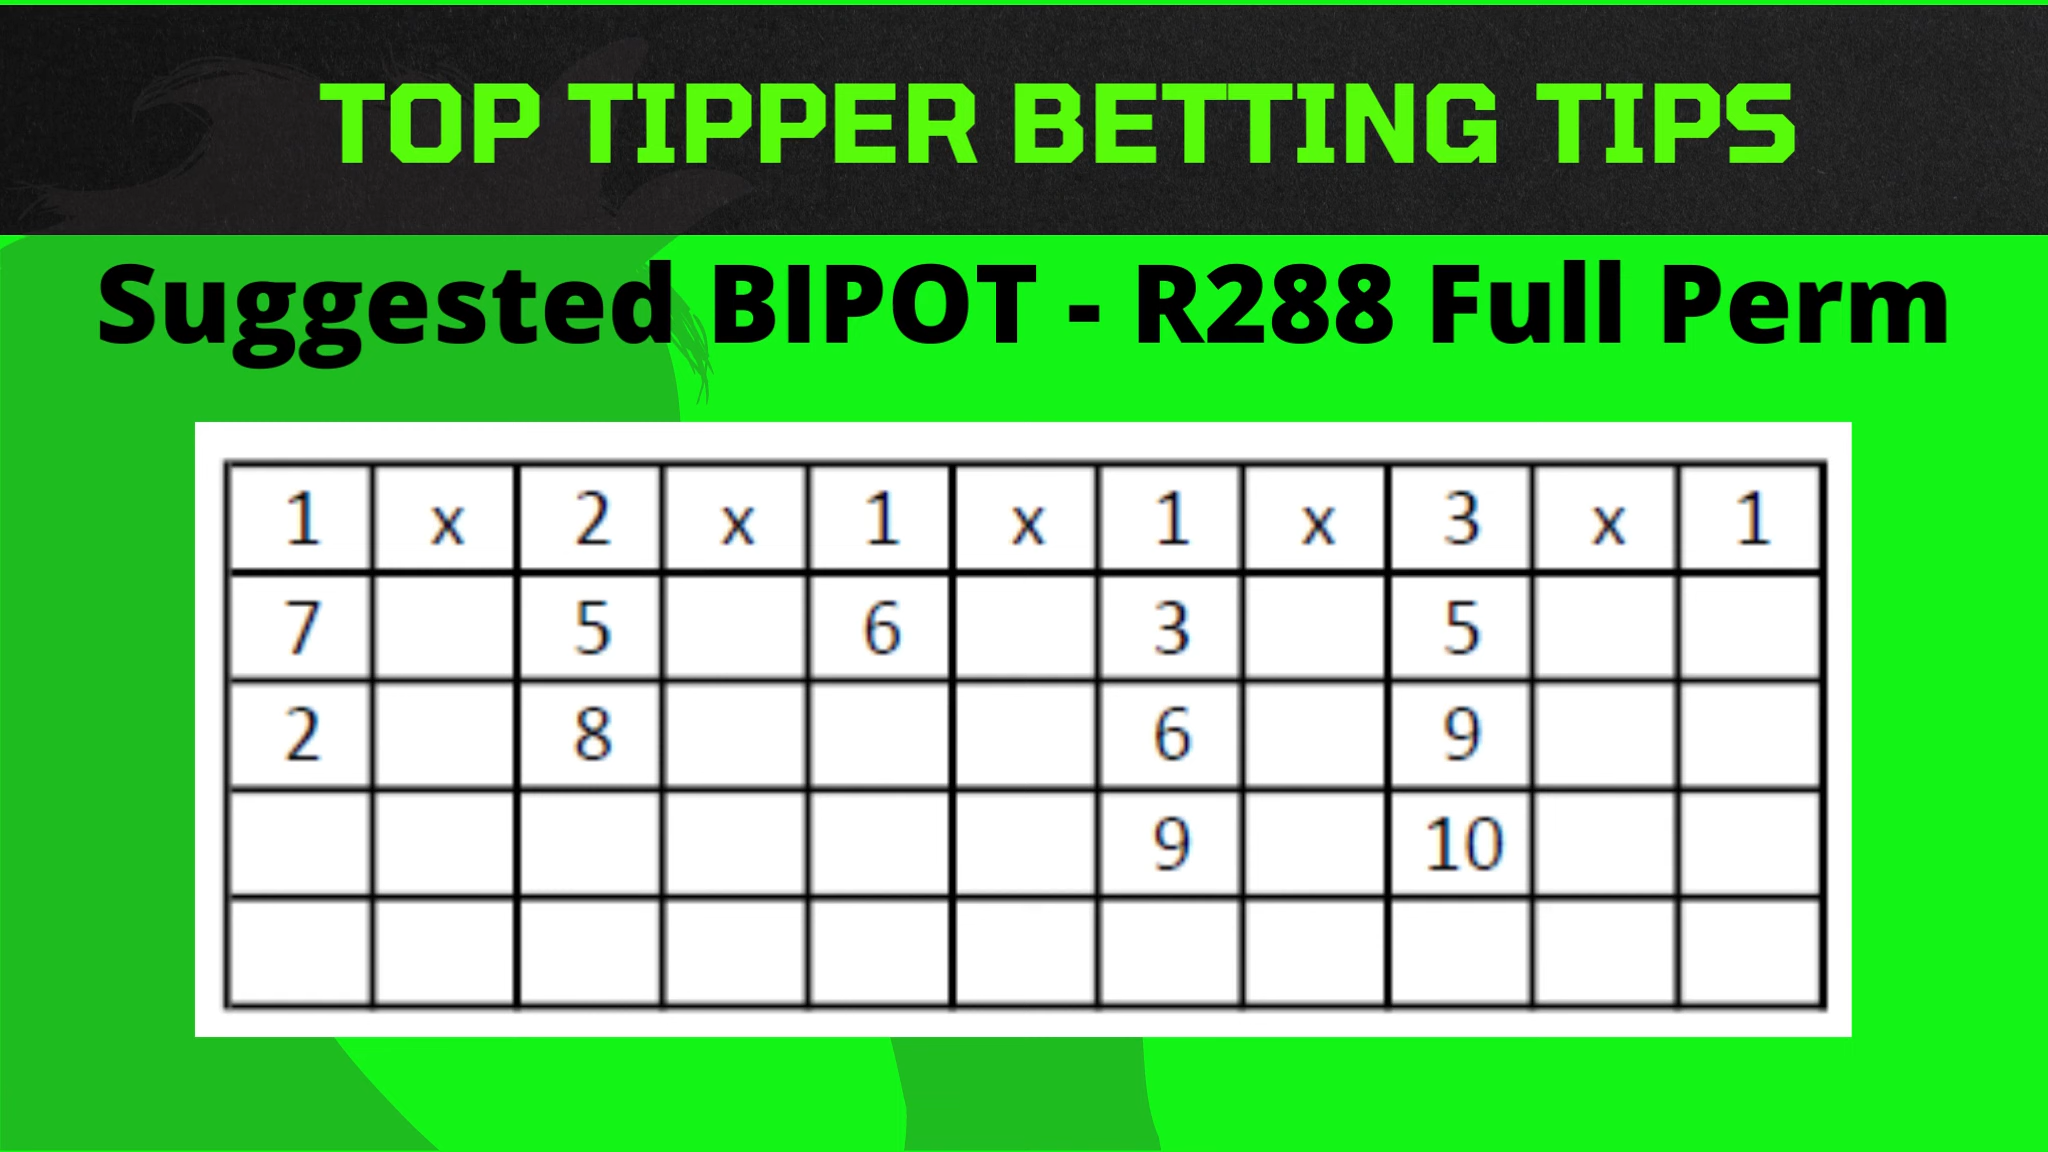 TOP TIPPER BETTING TIPS
Suggested BIPOT - R288 Full Perm
1 x 2 x 1 x 1 x 3 x 1
7 5 6 3 5
2 8 6 9
9 10